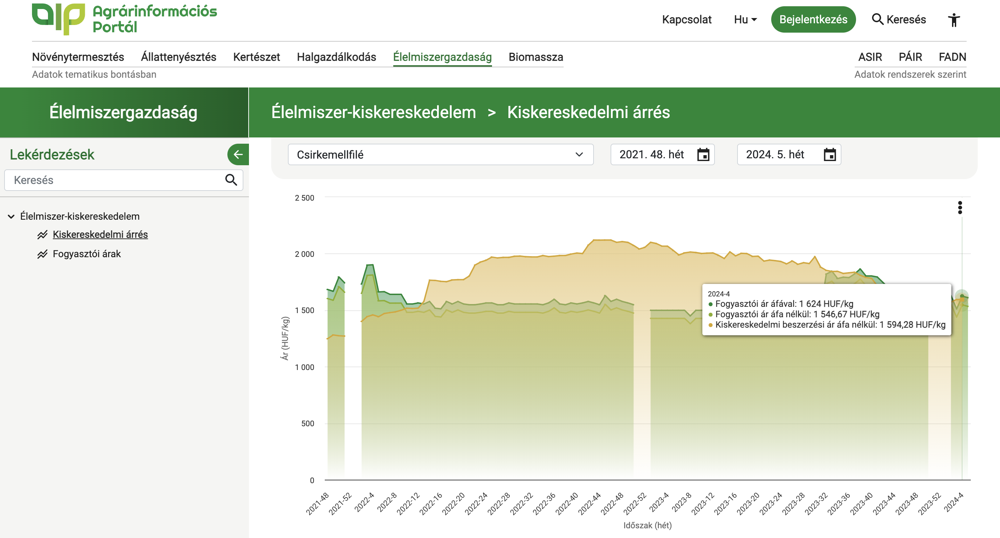 Agrárinformációs
Portál
Kapcsolat Hu Bejelentkezés Keresés
Növénytermesztés Állattenyésztés Kertészet Halgazdálkodás Élelmiszergazdaság Biomassza ASIR PÁIR FADN
Adatok tematikus bontásban Adatok rendszerek szerint
Élelmiszergazdaság
Élelmiszer-kiskereskedelem > Kiskereskedelmi árrés
Lekérdezések
Keresés
Élelmiszer-kiskereskedelem
Kiskereskedelmi árrés
Fogyasztói árak
Csirkemellfilé 2021. 48. hét 2024. 5. hét
2 500
2 000
1 500
1 000
500
0
Ár (HUF/kg)
2024-4
Fogyasztói ár áfával: 1 624 HUF/kg
Fogyasztói ár áfa nélkül: 1 546,67 HUF/kg
Kiskereskedelmi beszerzési ár áfa nélkül: 1 594,28 HUF/kg
2021-48 2021-52 2022-4 2022-8 2022-12 2022-16 2022-20 2022-24 2022-28 2022-32 2022-36 2022-40 2022-44 2022-48 2022-52 2023-4 2023-8 2023-12 2023-16 2023-20 2023-24 2023-28 2023-32 2023-36 2023-40 2023-44 2023-48 2023-52 2024-4
Időszak (hét)